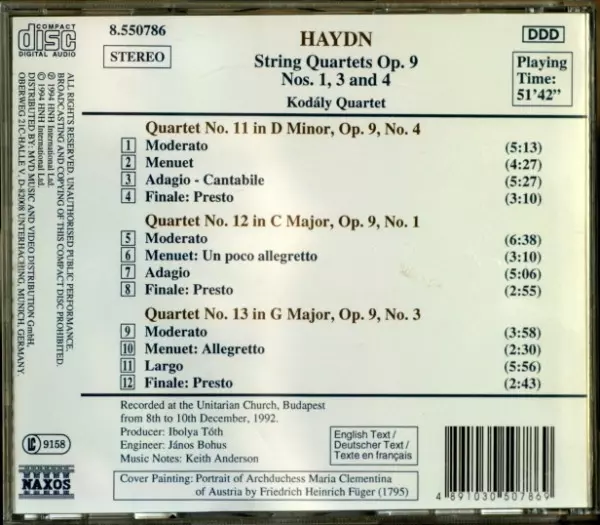 COMPACT
disc
DIGITAL AUDIO
8.550786
STEREO
HAYDN
String Quartets Op. 9
Nos. 1, 3 and 4
Kodály Quartet
DDD
Playing
Time:
51'42"
Quartet No. 11 in D Minor, Op. 9, No. 4
1 Moderato (5:13)
2 Menuet (4:27)
3 Adagio - Cantabile (5:27)
4 Finale: Presto (3:10)
Quartet No. 12 in C Major, Op. 9, No. 1
5 Moderato (6:38)
6 Menuet: Un poco allegretto (3:10)
7 Adagio (5:06)
8 Finale: Presto (2:55)
Quartet No. 13 in G Major, Op. 9, No. 3
9 Moderato (3:58)
10 Menuet: Allegretto (2:30)
11 Largo (5:56)
12 Finale: Presto (2:43)
Recorded at the Unitarian Church, Budapest
from 8th to 10th December, 1992.
Producer: Ibolya Tóth
Engineer: János Bohus
Music Notes: Keith Anderson
English Text /
Deutscher Text /
Texte en français
Cover Painting: Portrait of Archduchess Maria Clementina
of Austria by Friedrich Heinrich Füger (1795)
4 891030 507869
ALL RIGHTS RESERVED. UNAUTHORISED PUBLIC PERFORMANCE,
BROADCASTING AND COPYING OF THIS COMPACT DISC PROHIBITED.
℗ 1994 HNH International Ltd.
© 1994 HNH International Ltd.
DISTRIBUTED BY: MVD MUSIC AND VIDEO DISTRIBUTION GmbH,
OBERWEG 21C-HALLE V, D-82008 UNTERHACHING, MUNICH, GERMANY.
LC 9158
NAXOS